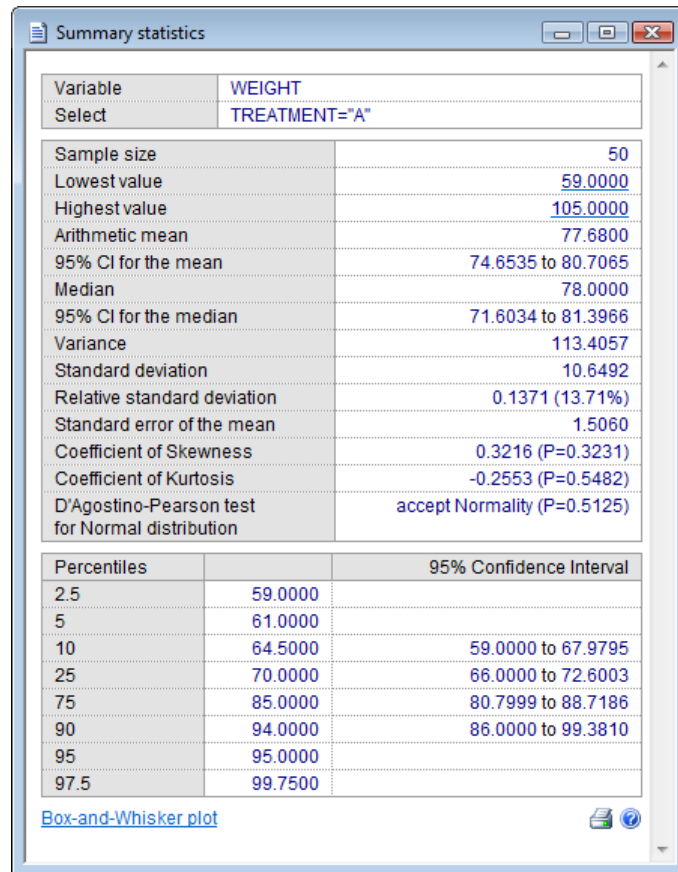 Summary statistics
Variable WEIGHT
Select TREATMENT="A"
Sample size 50
Lowest value 59.0000
Highest value 105.0000
Arithmetic mean 77.6800
95% CI for the mean 74.6535 to 80.7065
Median 78.0000
95% CI for the median 71.6034 to 81.3966
Variance 113.4057
Standard deviation 10.6492
Relative standard deviation 0.1371 (13.71%)
Standard error of the mean 1.5060
Coefficient of Skewness 0.3216 (P=0.3231)
Coefficient of Kurtosis -0.2553 (P=0.5482)
D'Agostino-Pearson test accept Normality (P=0.5125)
for Normal distribution
Percentiles 95% Confidence Interval
2.5 59.0000
5 61.0000
10 64.5000 59.0000 to 67.9795
25 70.0000 66.0000 to 72.6003
75 85.0000 80.7999 to 88.7186
90 94.0000 86.0000 to 99.3810
95 95.0000
97.5 99.7500
Box-and-Whisker plot